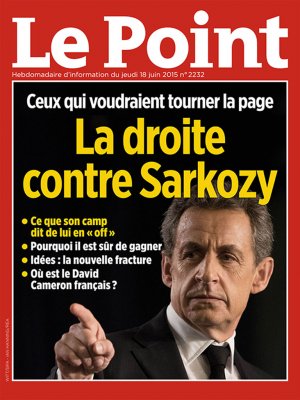 Le Point
Hebdomadaire d'information du jeudi 18 juin 2015 n° 2232
Ceux qui voudraient tourner la page
La droite
contre Sarkozy
• Ce que son camp
dit de lui en « off »
• Pourquoi il est sûr de gagner
• Idées : la nouvelle fracture
• Où est le David
Cameron français ?